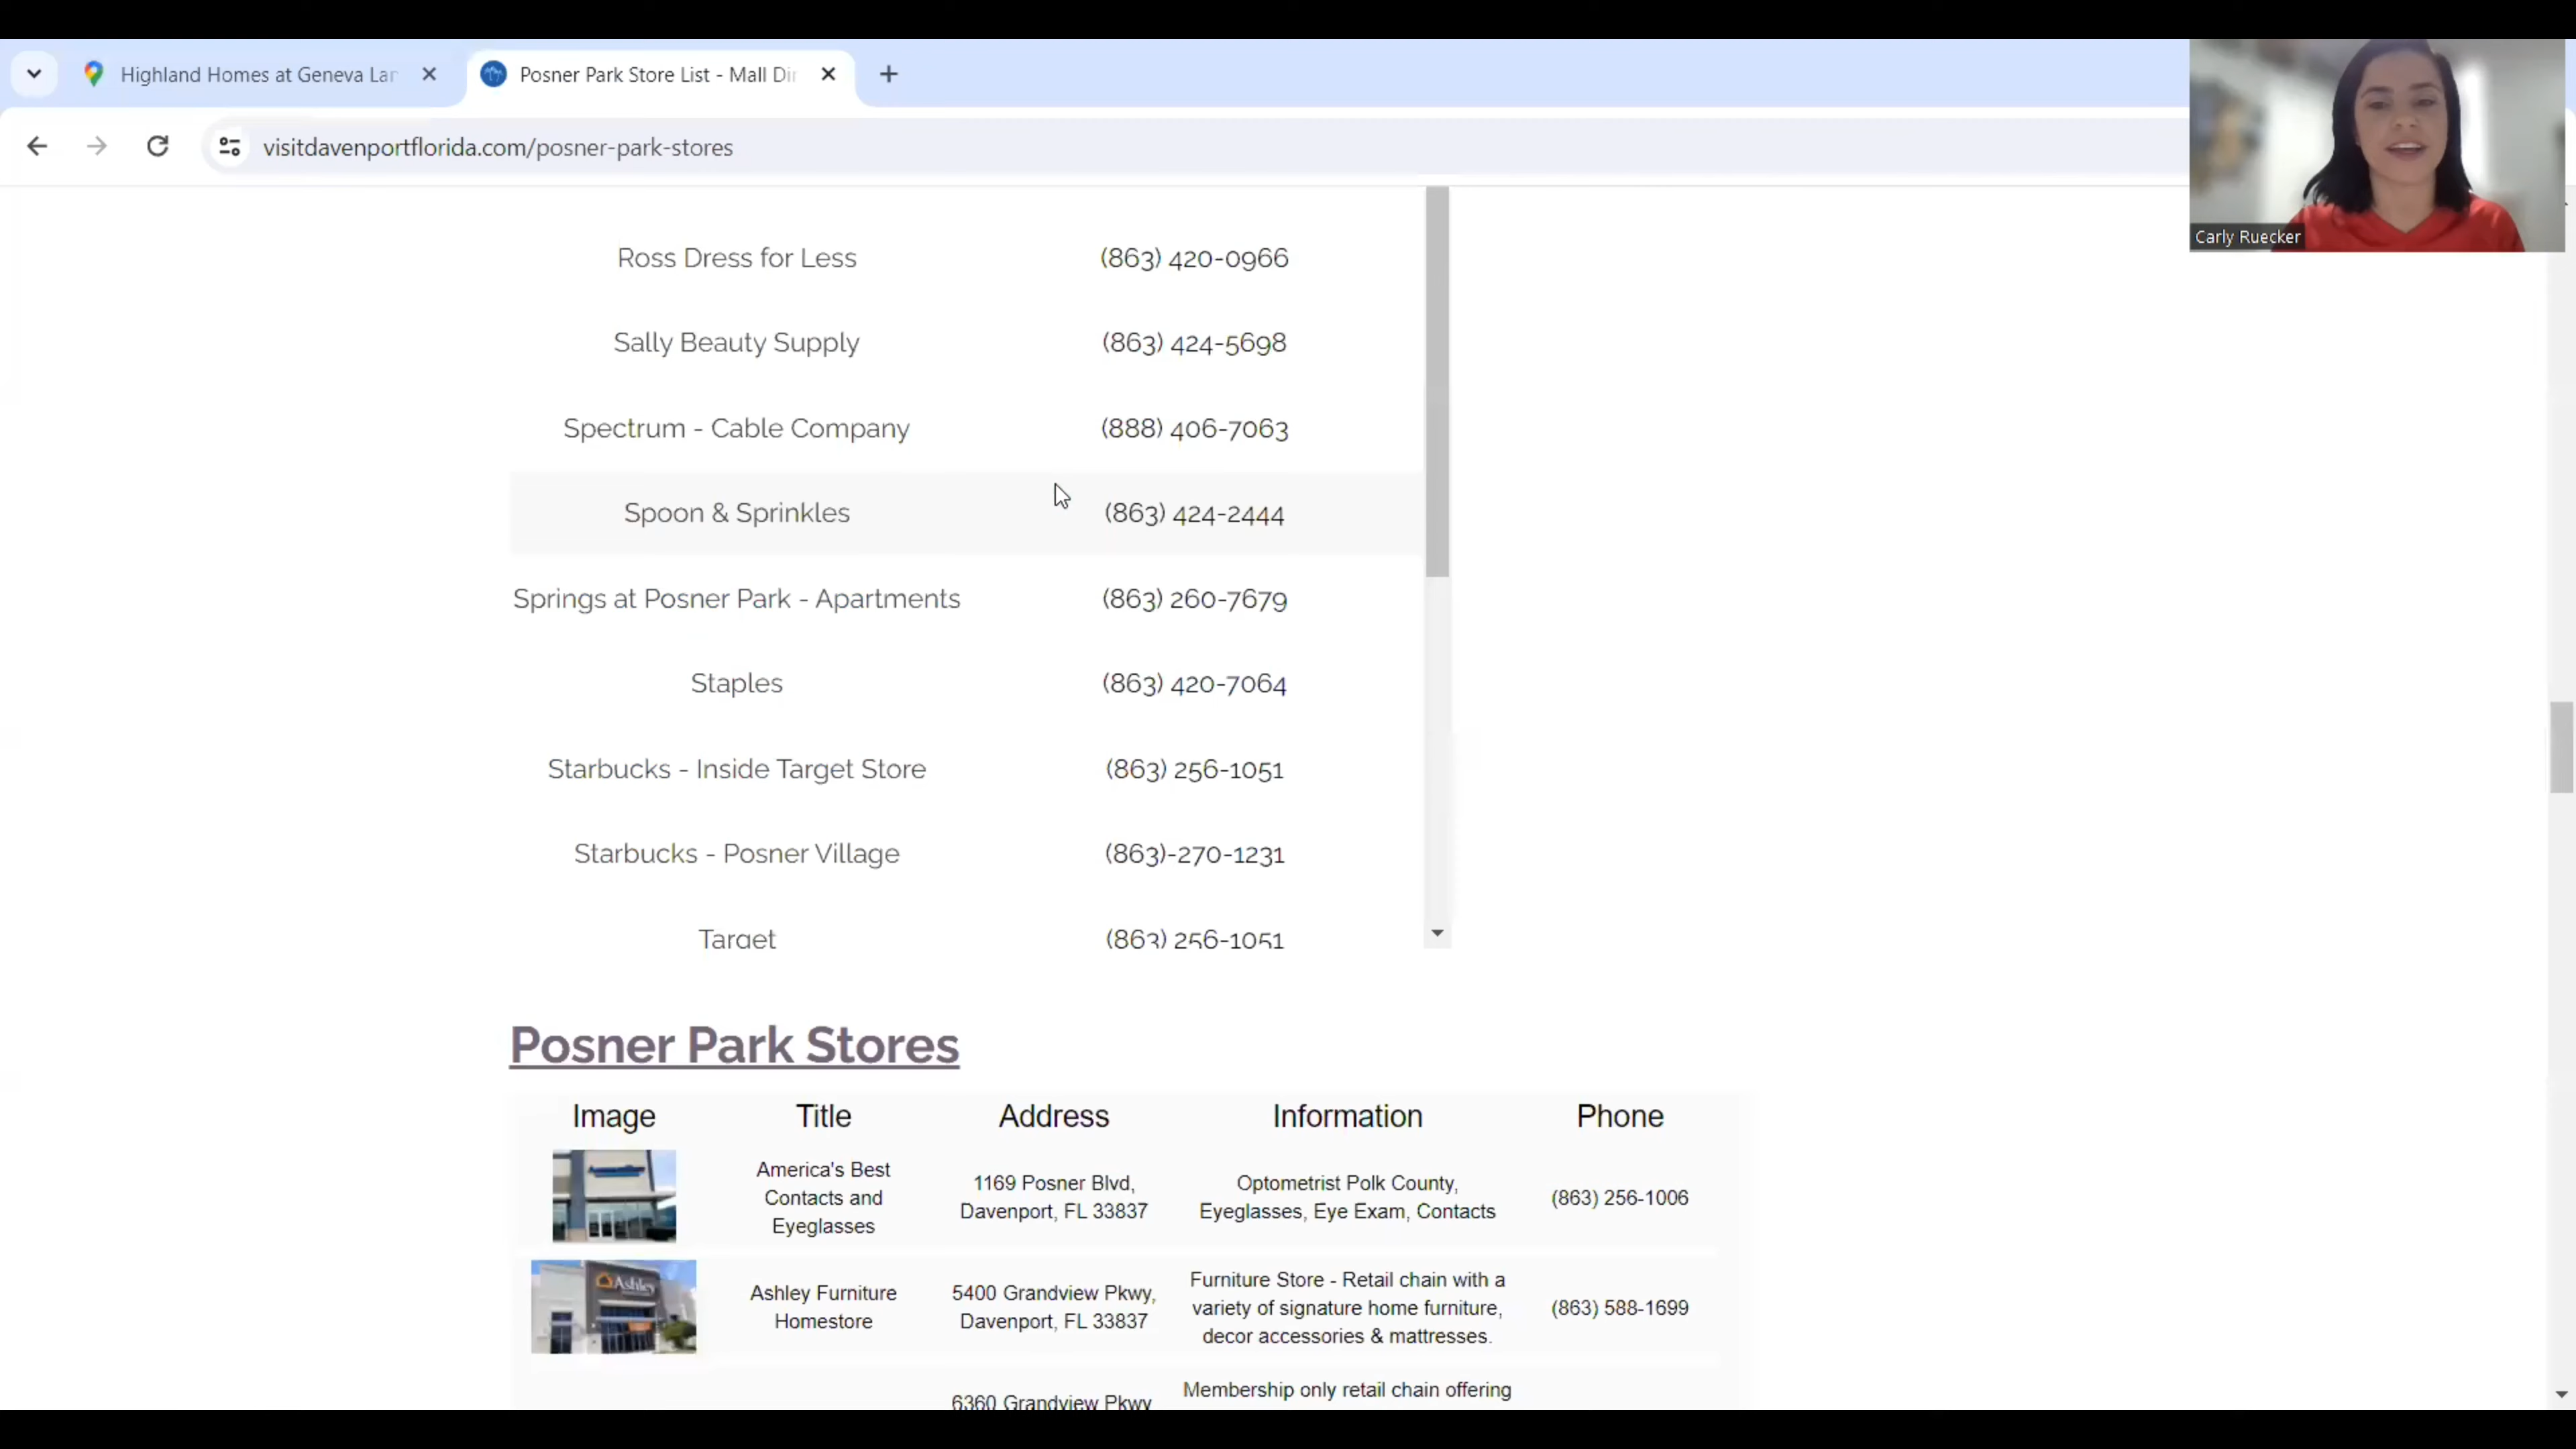 Highland Homes at Geneva Lan
Posner Park Store List - Mall Dir
visitdavenportflorida.com/posner-park-stores
Carly Ruecker
Ross Dress for Less (863) 420-0966
Sally Beauty Supply (863) 424-5698
Spectrum - Cable Company (888) 406-7063
Spoon & Sprinkles (863) 424-2444
Springs at Posner Park - Apartments (863) 260-7679
Staples (863) 420-7064
Starbucks - Inside Target Store (863) 256-1051
Starbucks - Posner Village (863)-270-1231
Target (863) 256-1051
Posner Park Stores
Image Title Address Information Phone
America's Best
Contacts and
Eyeglasses
1169 Posner Blvd,
Davenport, FL 33837
Optometrist Polk County,
Eyeglasses, Eye Exam, Contacts
(863) 256-1006
Ashley
Ashley Furniture
Homestore
5400 Grandview Pkwy,
Davenport, FL 33837
Furniture Store - Retail chain with a
variety of signature home furniture,
decor accessories & mattresses.
(863) 588-1699
6360 Grandview Pkwy
Membership only retail chain offering